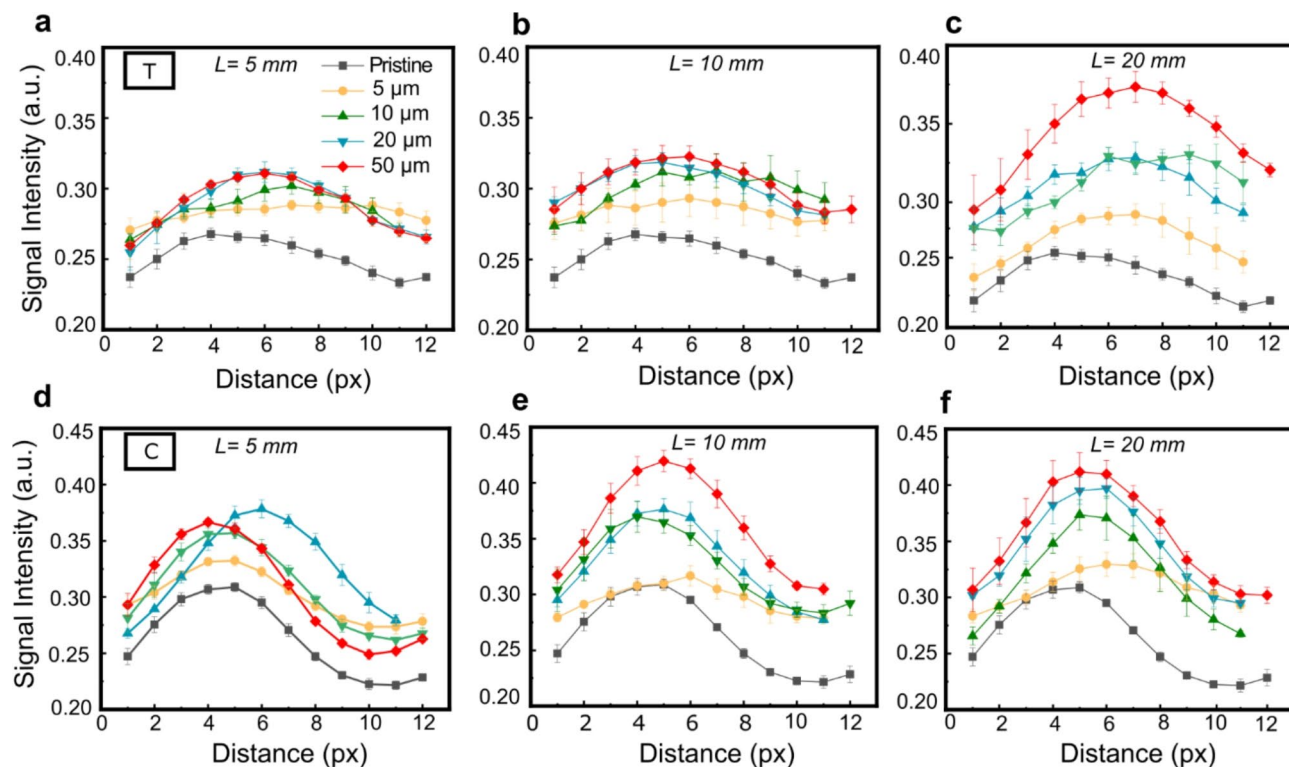 a
T
L= 5 mm
Pristine
5 µm
10 µm
20 µm
50 µm
Signal Intensity (a.u.)
0.40
0.35
0.30
0.25
0.20
0 2 4 6 8 10 12
Distance (px)
b
L= 10 mm
0.40
0.35
0.30
0.25
0.20
0 2 4 6 8 10 12
Distance (px)
c
L= 20 mm
0.40
0.35
0.30
0.25
0.20
0 2 4 6 8 10 12
Distance (px)
d
C
L= 5 mm
Signal Intensity (a.u.)
0.45
0.40
0.35
0.30
0.25
0.20
0 2 4 6 8 10 12
Distance (px)
e
L= 10 mm
0.45
0.40
0.35
0.30
0.25
0.20
0 2 4 6 8 10 12
Distance (px)
f
L= 20 mm
0.45
0.40
0.35
0.30
0.25
0.20
0 2 4 6 8 10 12
Distance (px)